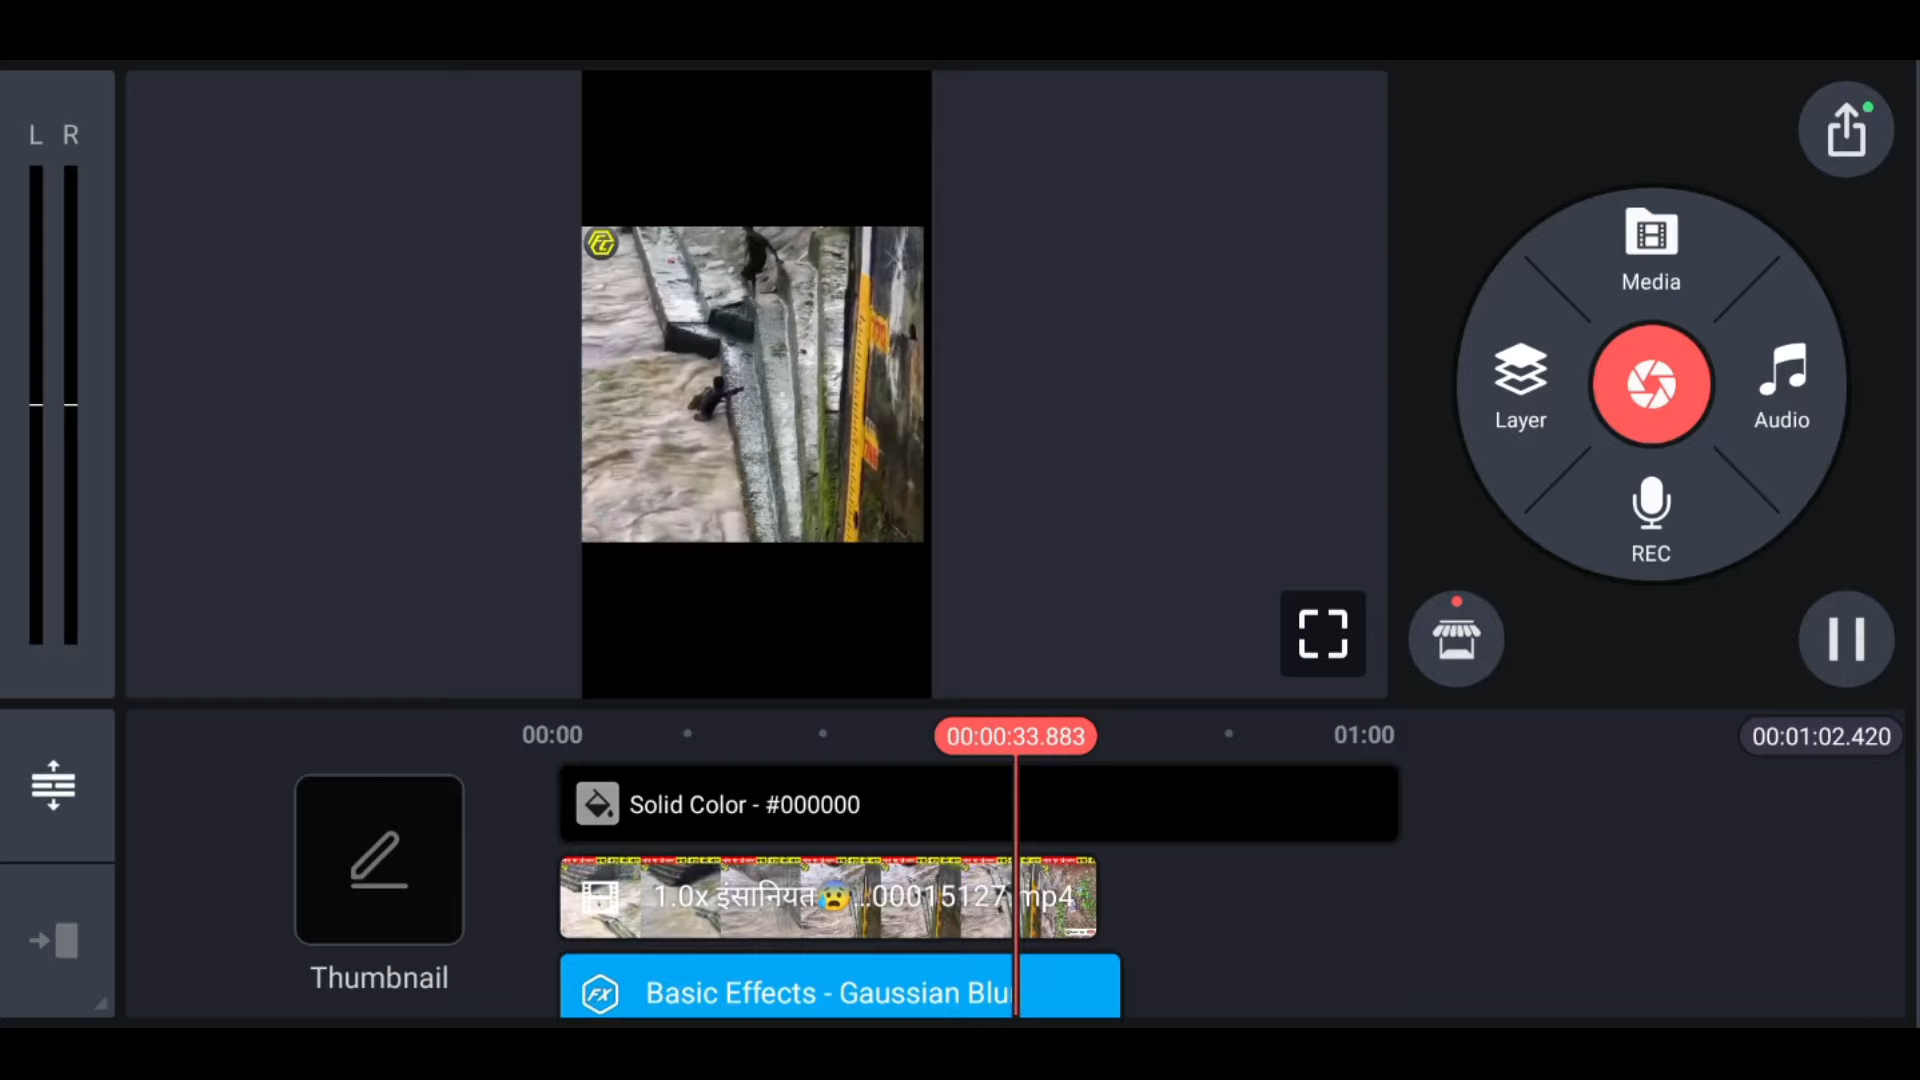 L R
Media
Layer
Audio
REC
00:00
00:00:33.883
01:00
00:01:02.420
Solid Color - #000000
1.0x इंसानियत😰...00015127.mp4
Basic Effects - Gaussian Blu
Thumbnail